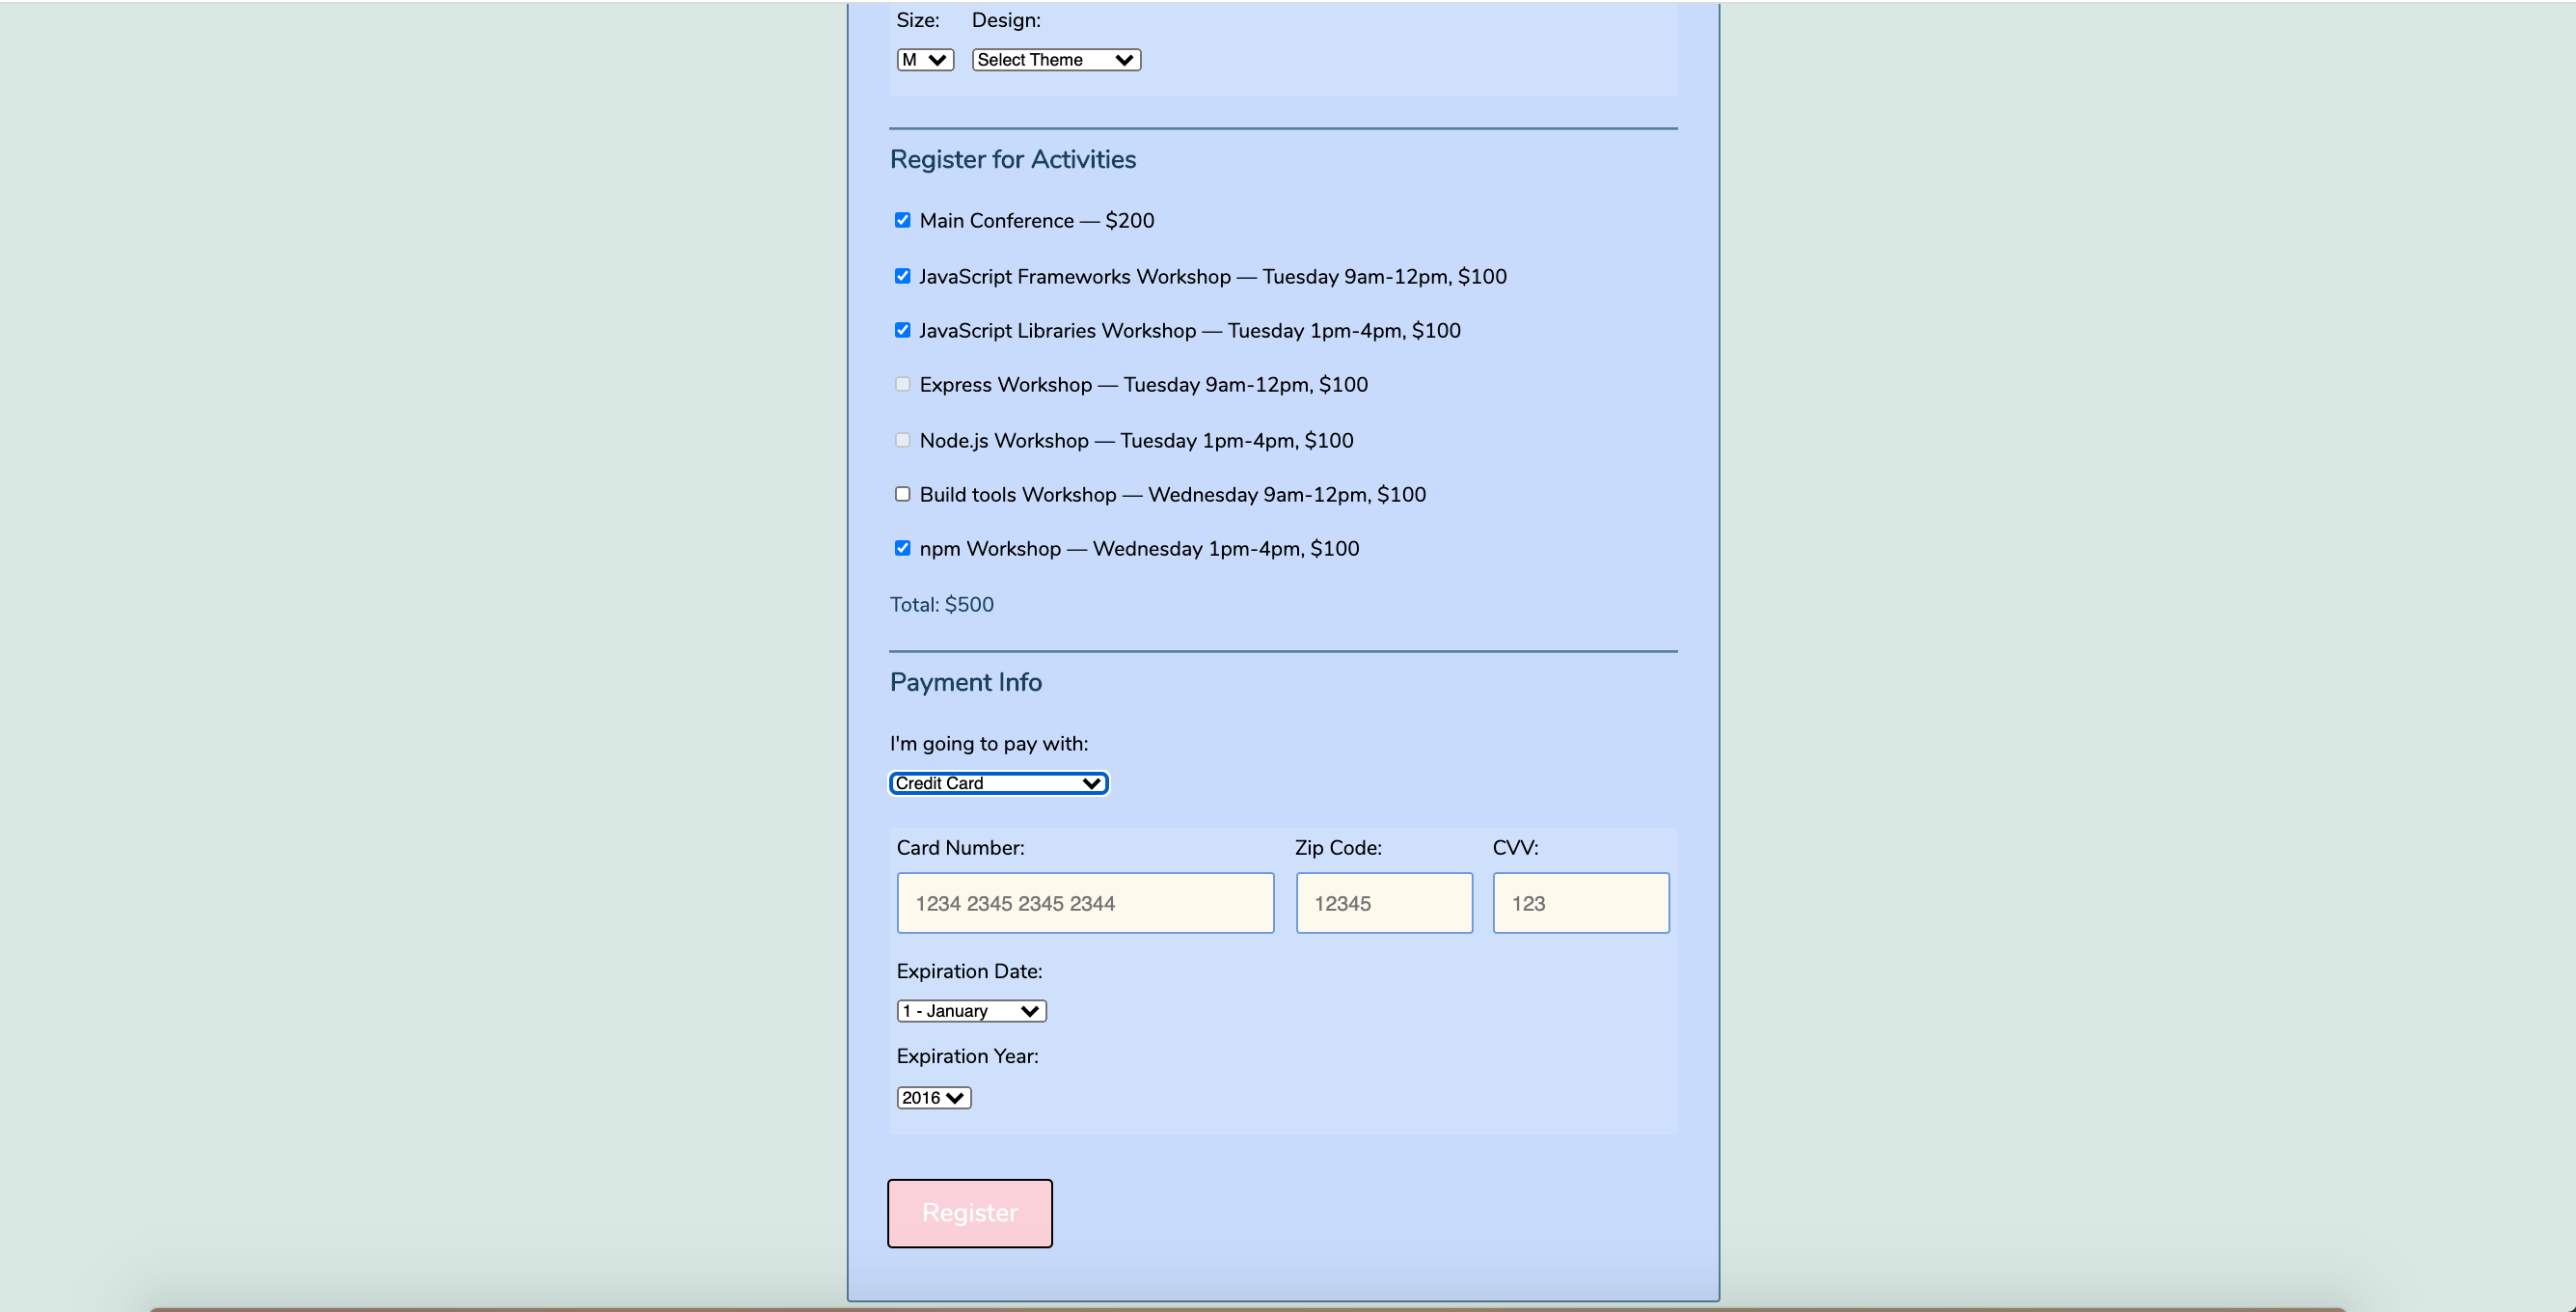 Size: Design:
M Select Theme
Register for Activities
Main Conference — $200
JavaScript Frameworks Workshop — Tuesday 9am-12pm, $100
JavaScript Libraries Workshop — Tuesday 1pm-4pm, $100
Express Workshop — Tuesday 9am-12pm, $100
Node.js Workshop — Tuesday 1pm-4pm, $100
Build tools Workshop — Wednesday 9am-12pm, $100
npm Workshop — Wednesday 1pm-4pm, $100
Total: $500
Payment Info
I'm going to pay with:
Credit Card
Card Number: Zip Code: CVV:
1234 2345 2345 2344 12345 123
Expiration Date:
1 - January
Expiration Year:
2016
Register